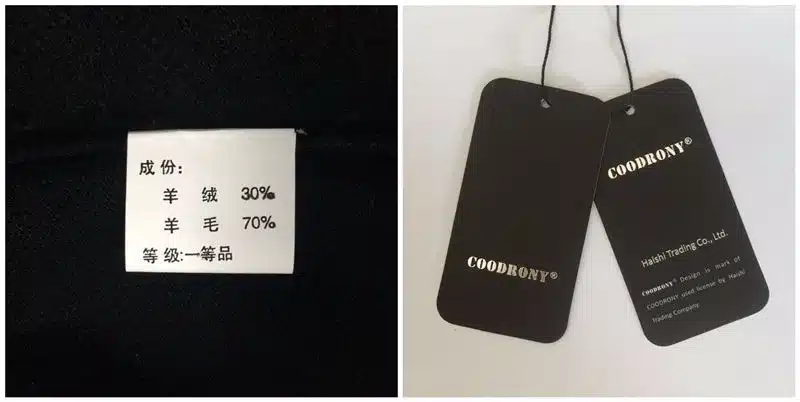 成份：
羊 绒 30%
羊 毛 70%
等 级:一等品
COODRONY®
COODRONY®
Haishi Trading Co., Ltd.
COODRONY® Design is mark of
COODRONY used license by Haishi
Trading Company